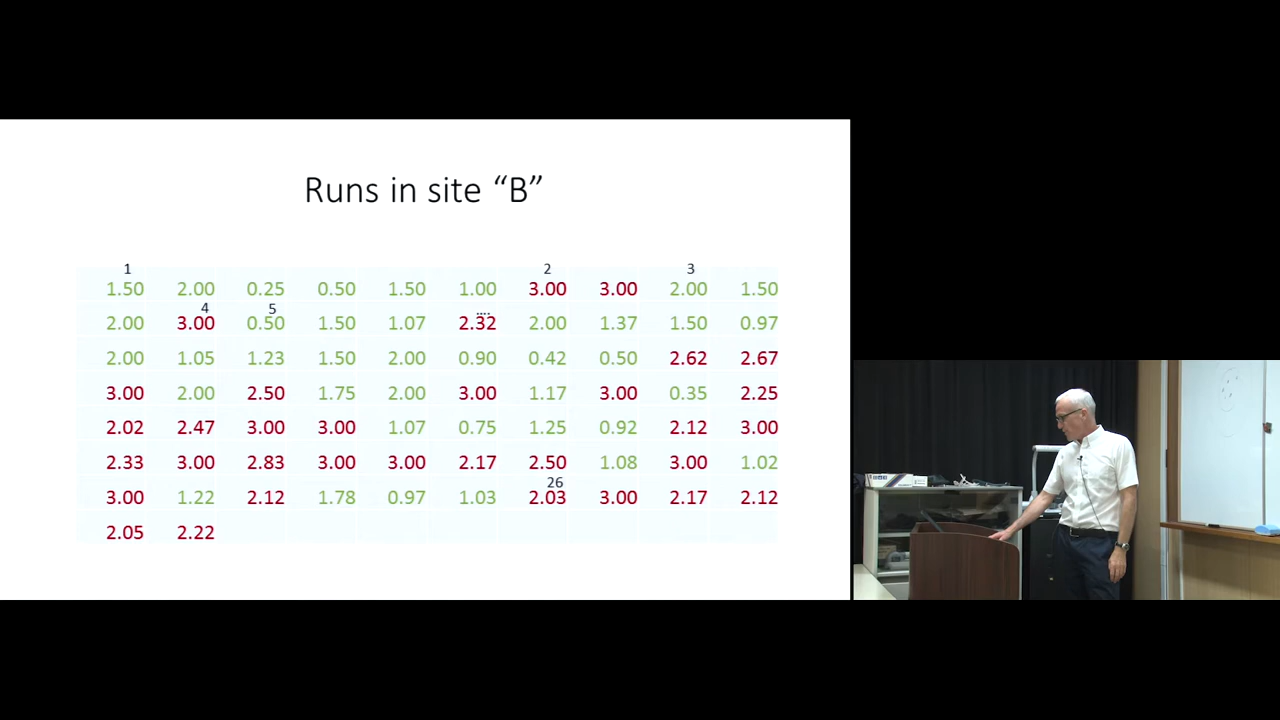 Runs in site “B”
1 2 3
1.50 2.00 0.25 0.50 1.50 1.00 3.00 3.00 2.00 1.50
4 5 ....
2.00 3.00 0.50 1.50 1.07 2.32 2.00 1.37 1.50 0.97
2.00 1.05 1.23 1.50 2.00 0.90 0.42 0.50 2.62 2.67
3.00 2.00 2.50 1.75 2.00 3.00 1.17 3.00 0.35 2.25
2.02 2.47 3.00 3.00 1.07 0.75 1.25 0.92 2.12 3.00
2.33 3.00 2.83 3.00 3.00 2.17 2.50 1.08 3.00 1.02
26
3.00 1.22 2.12 1.78 0.97 1.03 2.03 3.00 2.17 2.12
2.05 2.22